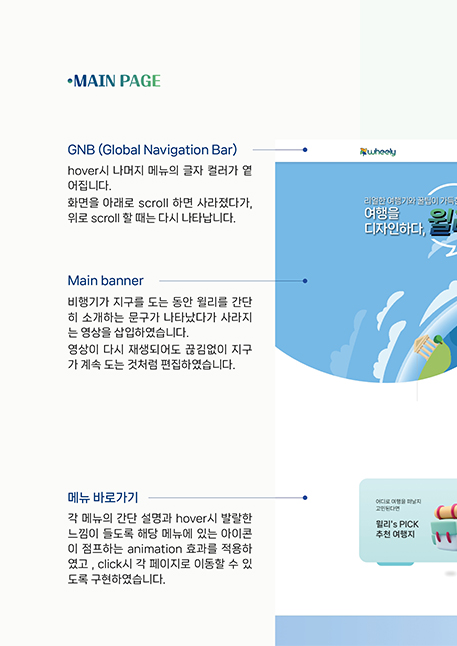 MAIN PAGE
GNB (Global Navigation Bar)
hover시 나머지 메뉴의 글자 컬러가 옅
어집니다.
화면을 아래로 scroll 하면 사라졌다가,
위로 scroll 할 때는 다시 나타납니다.
wheely
리얼한 여행기와 꿀팁이 가득
여행을
디자인하다, 윌
Main banner
비행기가 지구를 도는 동안 윌리를 간단
히 소개하는 문구가 나타났다가 사라지
는 영상을 삽입하였습니다.
영상이 다시 재생되어도 끊김없이 지구
가 계속 도는 것처럼 편집하였습니다.
메뉴 바로가기
각 메뉴의 간단 설명과 hover시 발랄한
느낌이 들도록 해당 메뉴에 있는 아이콘
이 점프하는 animation 효과를 적용하
였고 , click시 각 페이지로 이동할 수 있
도록 구현하였습니다.
어디로 여행을 떠날지
고민된다면
윌리's PICK
추천 여행지